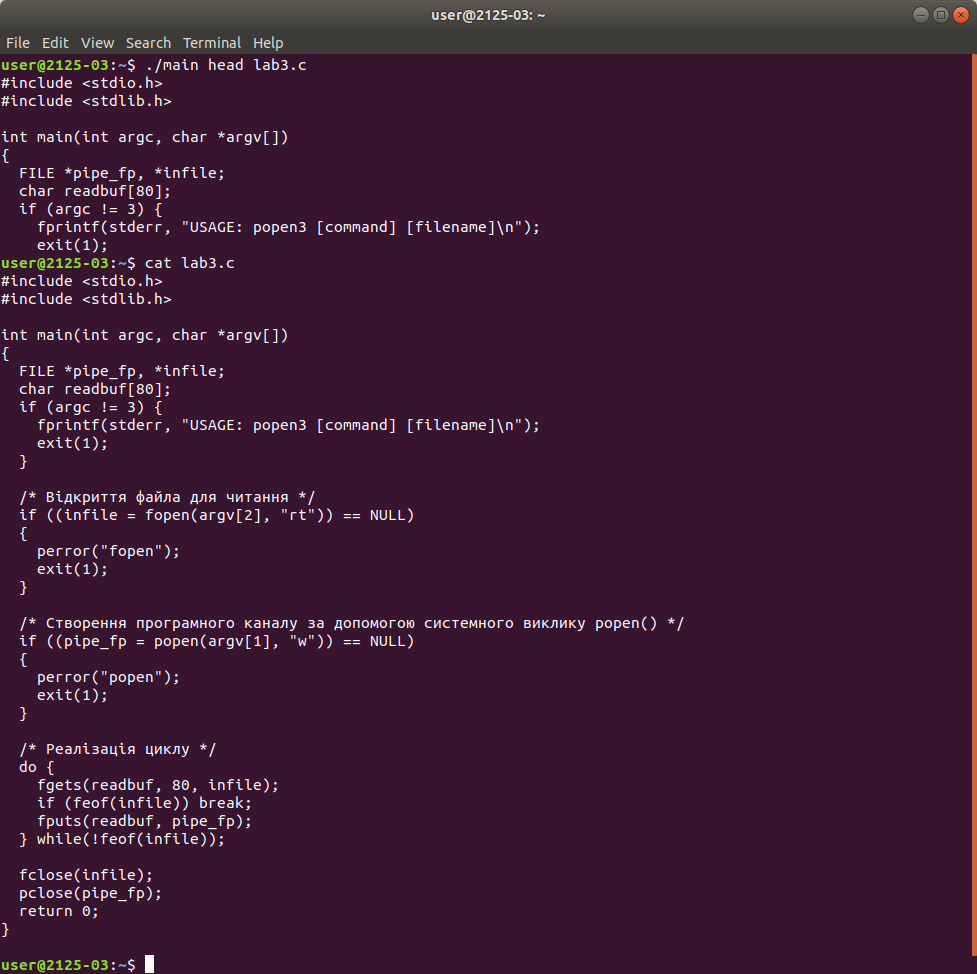 user@2125-03: ~
File Edit View Search Terminal Help
user@2125-03:~$ ./main head lab3.c
#include <stdio.h>
#include <stdlib.h>

int main(int argc, char *argv[])
{
  FILE *pipe_fp, *infile;
  char readbuf[80];
  if (argc != 3) {
    fprintf(stderr, "USAGE: popen3 [command] [filename]\n");
    exit(1);
user@2125-03:~$ cat lab3.c
#include <stdio.h>
#include <stdlib.h>

int main(int argc, char *argv[])
{
  FILE *pipe_fp, *infile;
  char readbuf[80];
  if (argc != 3) {
    fprintf(stderr, "USAGE: popen3 [command] [filename]\n");
    exit(1);
  }

  /* Відкриття файла для читання */
  if ((infile = fopen(argv[2], "rt")) == NULL)
  {
    perror("fopen");
    exit(1);
  }

  /* Створення програмного каналу за допомогою системного виклику popen() */
  if ((pipe_fp = popen(argv[1], "w")) == NULL)
  {
    perror("popen");
    exit(1);
  }

  /* Реалізація циклу */
  do {
    fgets(readbuf, 80, infile);
    if (feof(infile)) break;
    fputs(readbuf, pipe_fp);
  } while(!feof(infile));

  fclose(infile);
  pclose(pipe_fp);
  return 0;
}

user@2125-03:~$